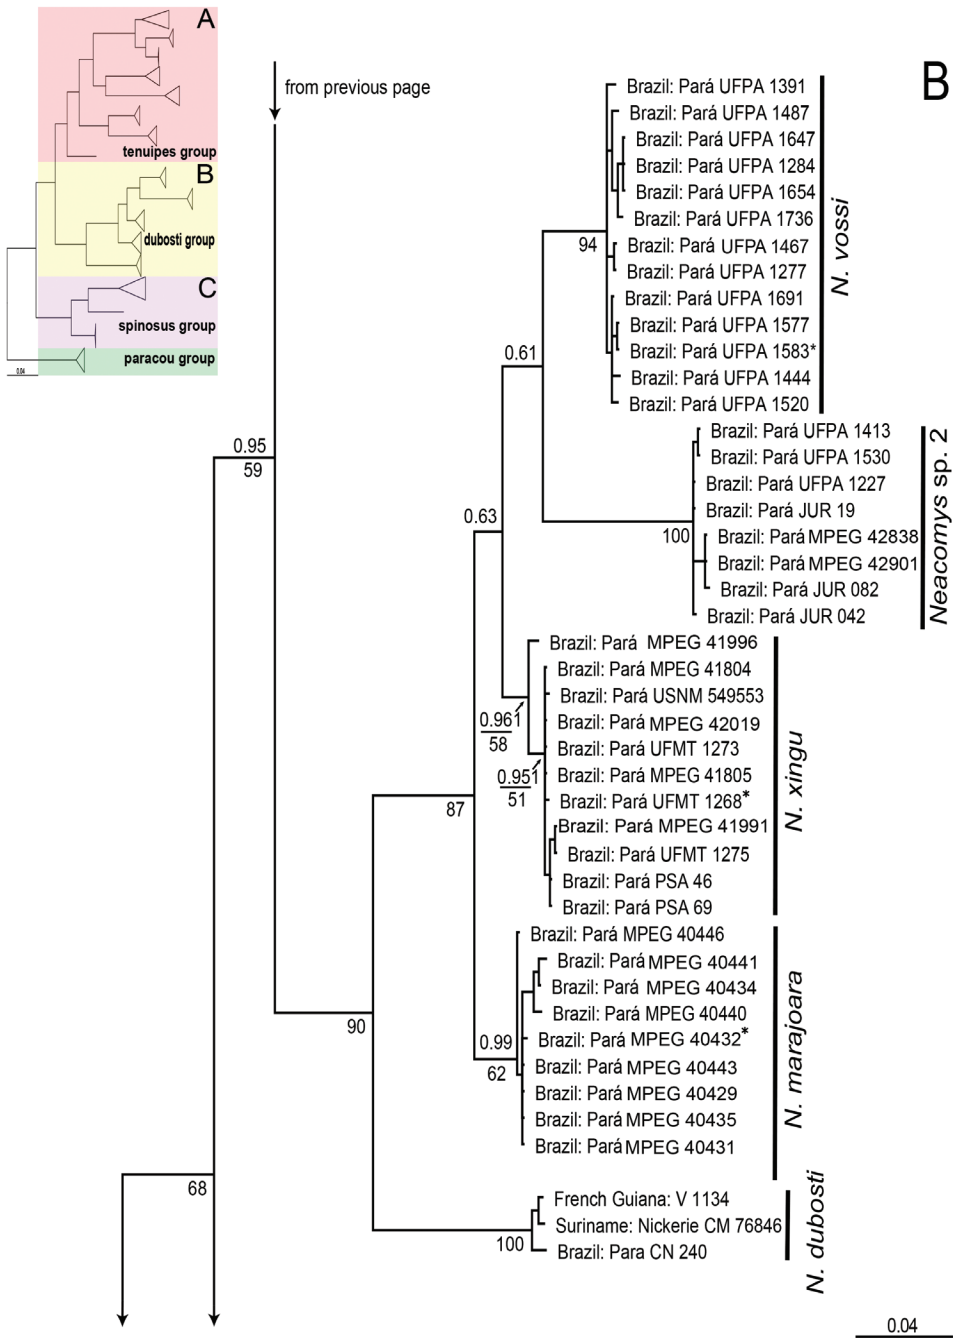 A
tenuipes group
B
dubosti group
C
spinosus group
paracou group
0.04
from previous page
B
Brazil: Pará UFPA 1391
Brazil: Pará UFPA 1487
Brazil: Pará UFPA 1647
Brazil: Pará UFPA 1284
Brazil: Pará UFPA 1654
Brazil: Pará UFPA 1736
Brazil: Pará UFPA 1467
Brazil: Pará UFPA 1277
Brazil: Pará UFPA 1691
Brazil: Pará UFPA 1577
Brazil: Pará UFPA 1583*
Brazil: Pará UFPA 1444
Brazil: Pará UFPA 1520
N. vossi
94
0.61
Brazil: Pará UFPA 1413
Brazil: Pará UFPA 1530
Brazil: Pará UFPA 1227
Brazil: Pará JUR 19
Brazil: Pará MPEG 42838
Brazil: Pará MPEG 42901
Brazil: Pará JUR 082
Brazil: Pará JUR 042
Neacomys sp. 2
100
0.63
0.95
59
Brazil: Pará MPEG 41996
Brazil: Pará MPEG 41804
Brazil: Pará USNM 549553
Brazil: Pará MPEG 42019
Brazil: Pará UFMT 1273
Brazil: Pará MPEG 41805
Brazil: Pará UFMT 1268*
Brazil: Pará MPEG 41991
Brazil: Pará UFMT 1275
Brazil: Pará PSA 46
Brazil: Pará PSA 69
N. xingu
0.961
58
0.951
51
87
Brazil: Pará MPEG 40446
Brazil: Pará MPEG 40441
Brazil: Pará MPEG 40434
Brazil: Pará MPEG 40440
Brazil: Pará MPEG 40432*
Brazil: Pará MPEG 40443
Brazil: Pará MPEG 40429
Brazil: Pará MPEG 40435
Brazil: Pará MPEG 40431
N. marajoara
0.99
62
90
French Guiana: V 1134
Suriname: Nickerie CM 76846
Brazil: Para CN 240
N. dubosti
100
68
0.04